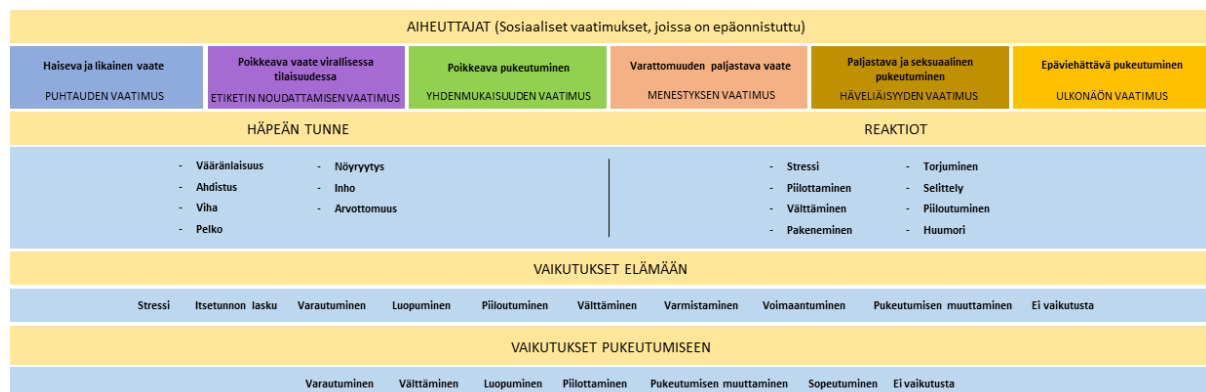 AIHEUTTAJAT (Sosiaaliset vaatimukset, joissa on epäonnistuttu)
Haiseva ja likainen vaate
PUHTAUDEN VAATIMUS
Poikkeava vaate virallisessa
tilaisuudessa
ETIKETIN NOUDATTAMISEN VAATIMUS
Poikkeava pukeutuminen
YHDENMUKAISUUDEN VAATIMUS
Varattomuuden paljastava vaate
MENESTYKSEN VAATIMUS
Paljastava ja seksuaalinen
pukeutuminen
HÄVELIÄISYYDEN VAATIMUS
Epäviehättävä pukeutuminen
ULKONÄÖN VAATIMUS
HÄPEÄN TUNNE
- Vääränlaisuus
- Ahdistus
- Viha
- Pelko
- Nöyryytys
- Inho
- Arvottomuus
REAKTIOT
- Stressi
- Piilottaminen
- Välttäminen
- Pakeneminen
- Torjuminen
- Selittely
- Piiloutuminen
- Huumori
VAIKUTUKSET ELÄMÄÄN
Stressi Itsetunnon lasku Varautuminen Luopuminen Piiloutuminen Välttäminen Varmistaminen Voimaantuminen Pukeutumisen muuttaminen Ei vaikutusta
VAIKUTUKSET PUKEUTUMISEEN
Varautuminen Välttäminen Luopuminen Piilottaminen Pukeutumisen muuttaminen Sopeutuminen Ei vaikutusta